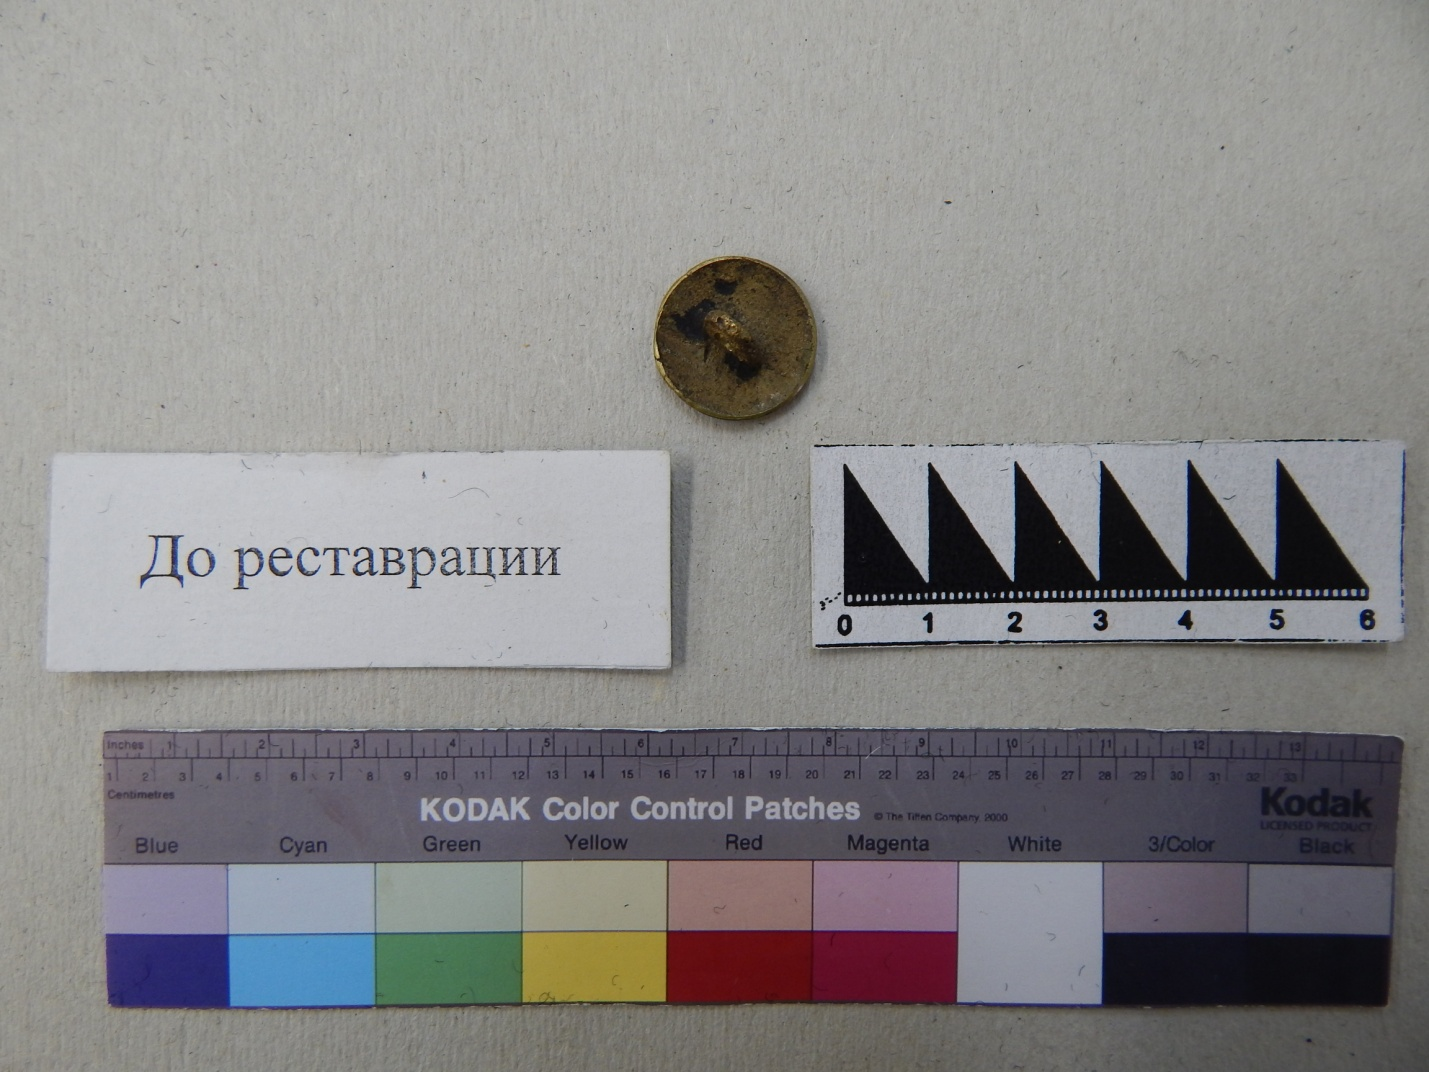 До реставрации
0 1 2 3 4 5 6
Inches 1 2 3 4 5 6 7 8 9 10 11 12 13
1 2 3 4 5 6 7 8 9 10 11 12 13 14 15 16 17 18 19 20 21 22 23 24 25 26 27 28 29 30 31 32 33
Centimetres
KODAK Color Control Patches © The Tiffen Company, 2000
Kodak
LICENSED PRODUCT
Blue Cyan Green Yellow Red Magenta White 3/Color Black